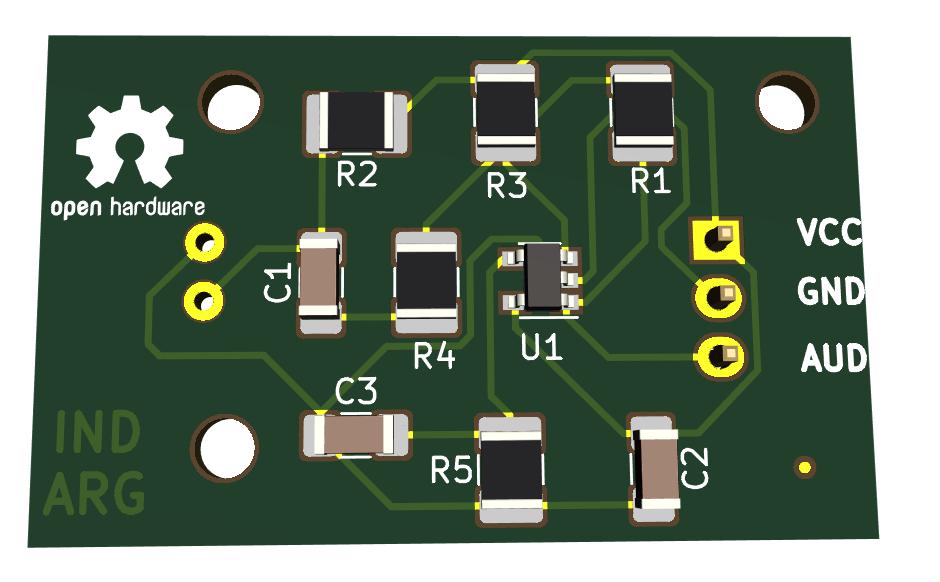 open hardware
R2
R3
R1
VCC
C1
GND
U1
R4
AUD
C3
IND
ARG
R5
C2